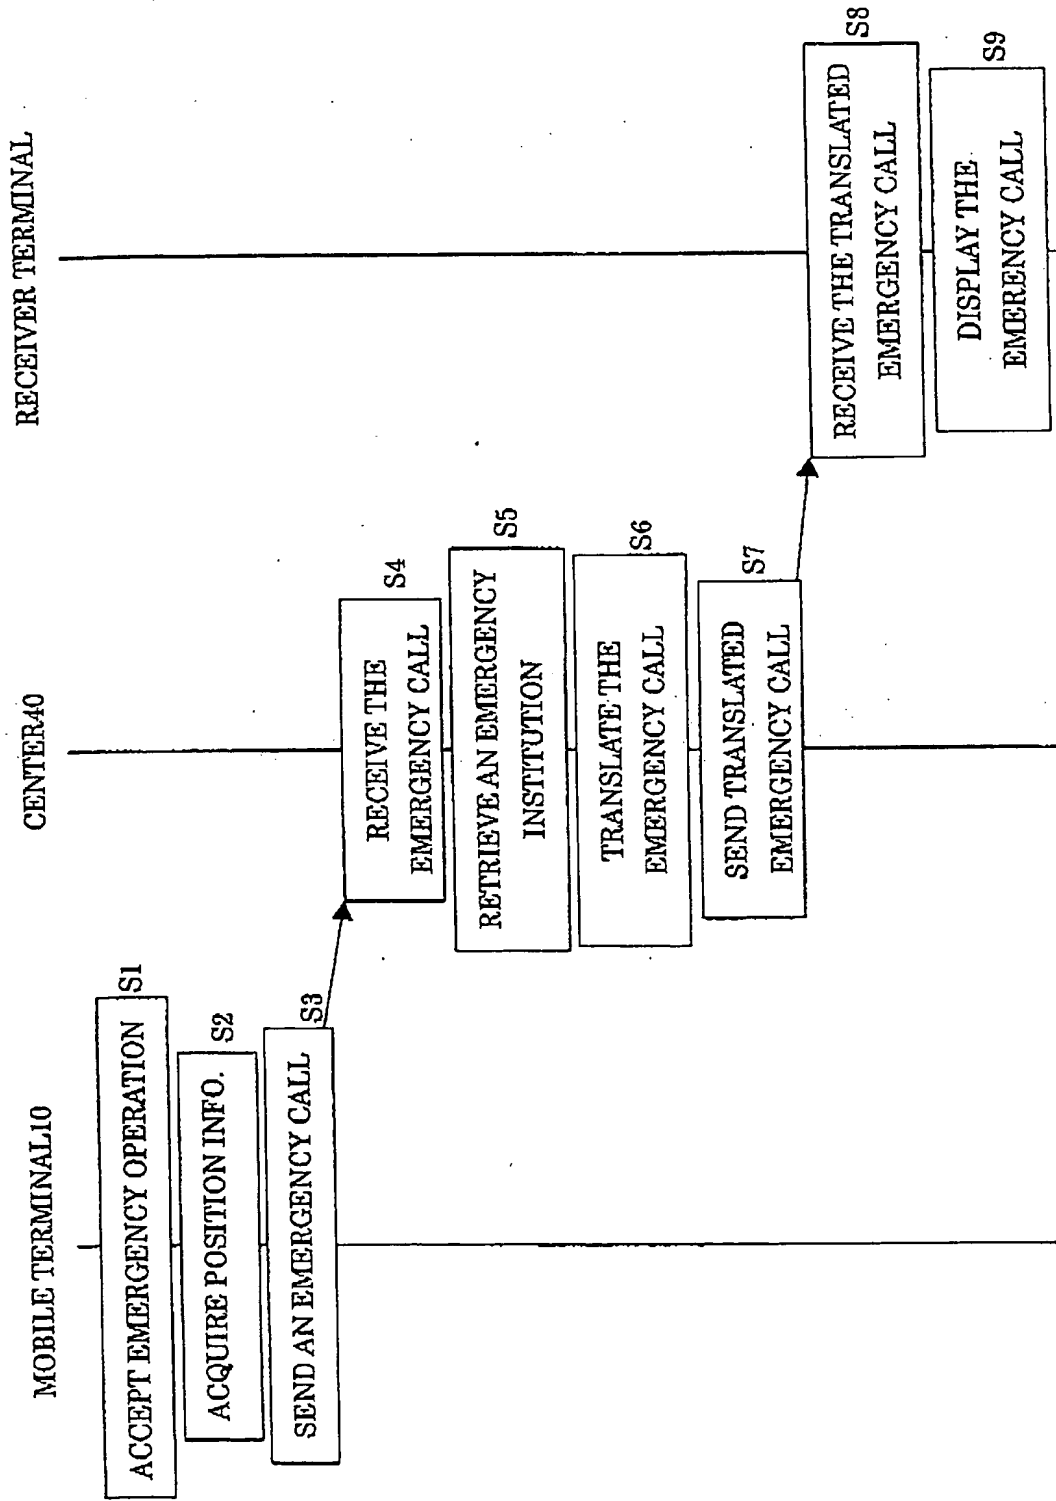 MOBILE TERMINAL10
CENTER40
RECEIVER TERMINAL
ACCEPT EMERGENCY OPERATION
S1
ACQUIRE POSITION INFO.
S2
SEND AN EMERGENCY CALL
S3
RECEIVE THE
EMERGENCY CALL
S4
RETRIEVE AN EMERGENCY
INSTITUTION
S5
TRANSLATE THE
EMERGENCY CALL
S6
SEND TRANSLATED
EMERGENCY CALL
S7
RECEIVE THE TRANSLATED
EMERGENCY CALL
S8
DISPLAY THE
EMERENCY CALL
S9